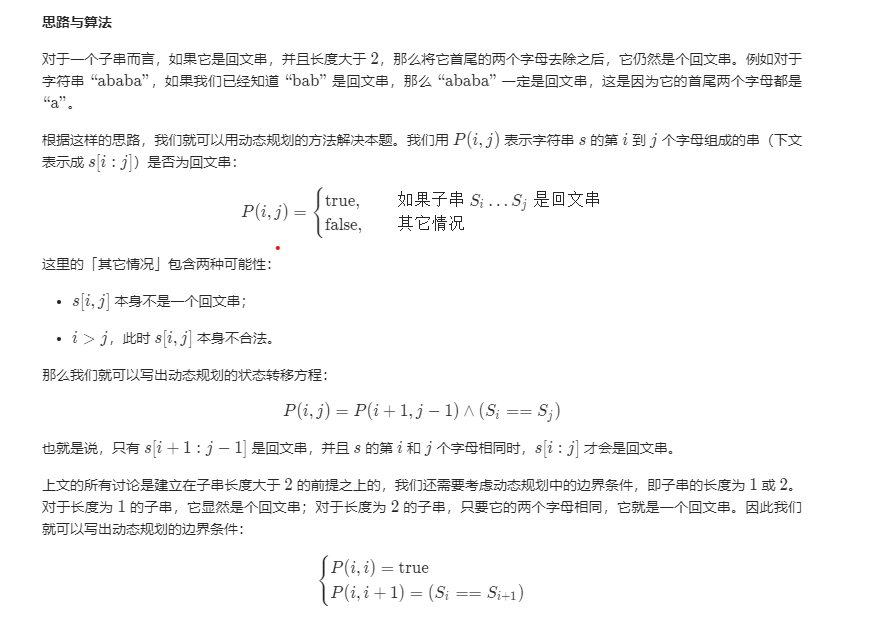 思路与算法
对于一个子串而言，如果它是回文串，并且长度大于 2，那么将它首尾的两个字母去除之后，它仍然是个回文串。例如对于
字符串 “ababa”，如果我们已经知道 “bab” 是回文串，那么 “ababa” 一定是回文串，这是因为它的首尾两个字母都是
“a”。
根据这样的思路，我们就可以用动态规划的方法解决本题。我们用 P(i, j) 表示字符串 s 的第 i 到 j 个字母组成的串（下文
表示成 s[i : j]）是否为回文串：
P(i, j) = { true, 如果子串 S_i … S_j 是回文串
false, 其它情况
这里的「其它情况」包含两种可能性：
• s[i, j] 本身不是一个回文串；
• i > j，此时 s[i, j] 本身不合法。
那么我们就可以写出动态规划的状态转移方程：
P(i, j) = P(i + 1, j − 1) ∧ (S_i == S_j)
也就是说，只有 s[i + 1 : j − 1] 是回文串，并且 s 的第 i 和 j 个字母相同时，s[i : j] 才会是回文串。
上文的所有讨论是建立在子串长度大于 2 的前提之上的，我们还需要考虑动态规划中的边界条件，即子串的长度为 1 或 2。
对于长度为 1 的子串，它显然是个回文串；对于长度为 2 的子串，只要它的两个字母相同，它就是一个回文串。因此我们
就可以写出动态规划的边界条件：
{ P(i, i) = true
P(i, i + 1) = (S_i == S_{i+1})